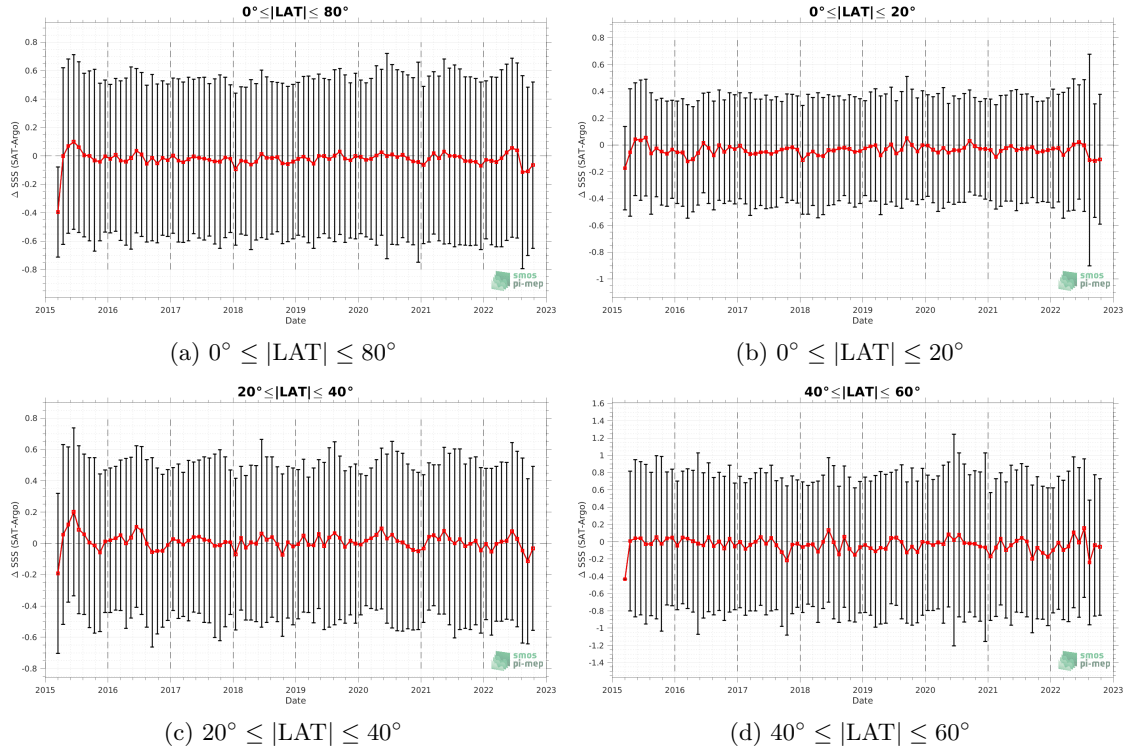 0°≤|LAT|≤ 80°
Δ SSS (SAT-Argo)
0.8
0.6
0.4
0.2
0
-0.2
-0.4
-0.6
-0.8
2015 2016 2017 2018 2019 2020 2021 2022 2023
Date
smos
pi-mep
(a) 0° ≤ |LAT| ≤ 80°
0°≤|LAT|≤ 20°
Δ SSS (SAT-Argo)
0.8
0.6
0.4
0.2
0
-0.2
-0.4
-0.6
-0.8
-1
2015 2016 2017 2018 2019 2020 2021 2022 2023
Date
smos
pi-mep
(b) 0° ≤ |LAT| ≤ 20°
20°≤|LAT|≤ 40°
Δ SSS (SAT-Argo)
0.8
0.6
0.4
0.2
0
-0.2
-0.4
-0.6
-0.8
2015 2016 2017 2018 2019 2020 2021 2022 2023
Date
smos
pi-mep
(c) 20° ≤ |LAT| ≤ 40°
40°≤|LAT|≤ 60°
Δ SSS (SAT-Argo)
1.6
1.4
1.2
1
0.8
0.6
0.4
0.2
0
-0.2
-0.4
-0.6
-0.8
-1
-1.2
-1.4
2015 2016 2017 2018 2019 2020 2021 2022 2023
Date
smos
pi-mep
(d) 40° ≤ |LAT| ≤ 60°